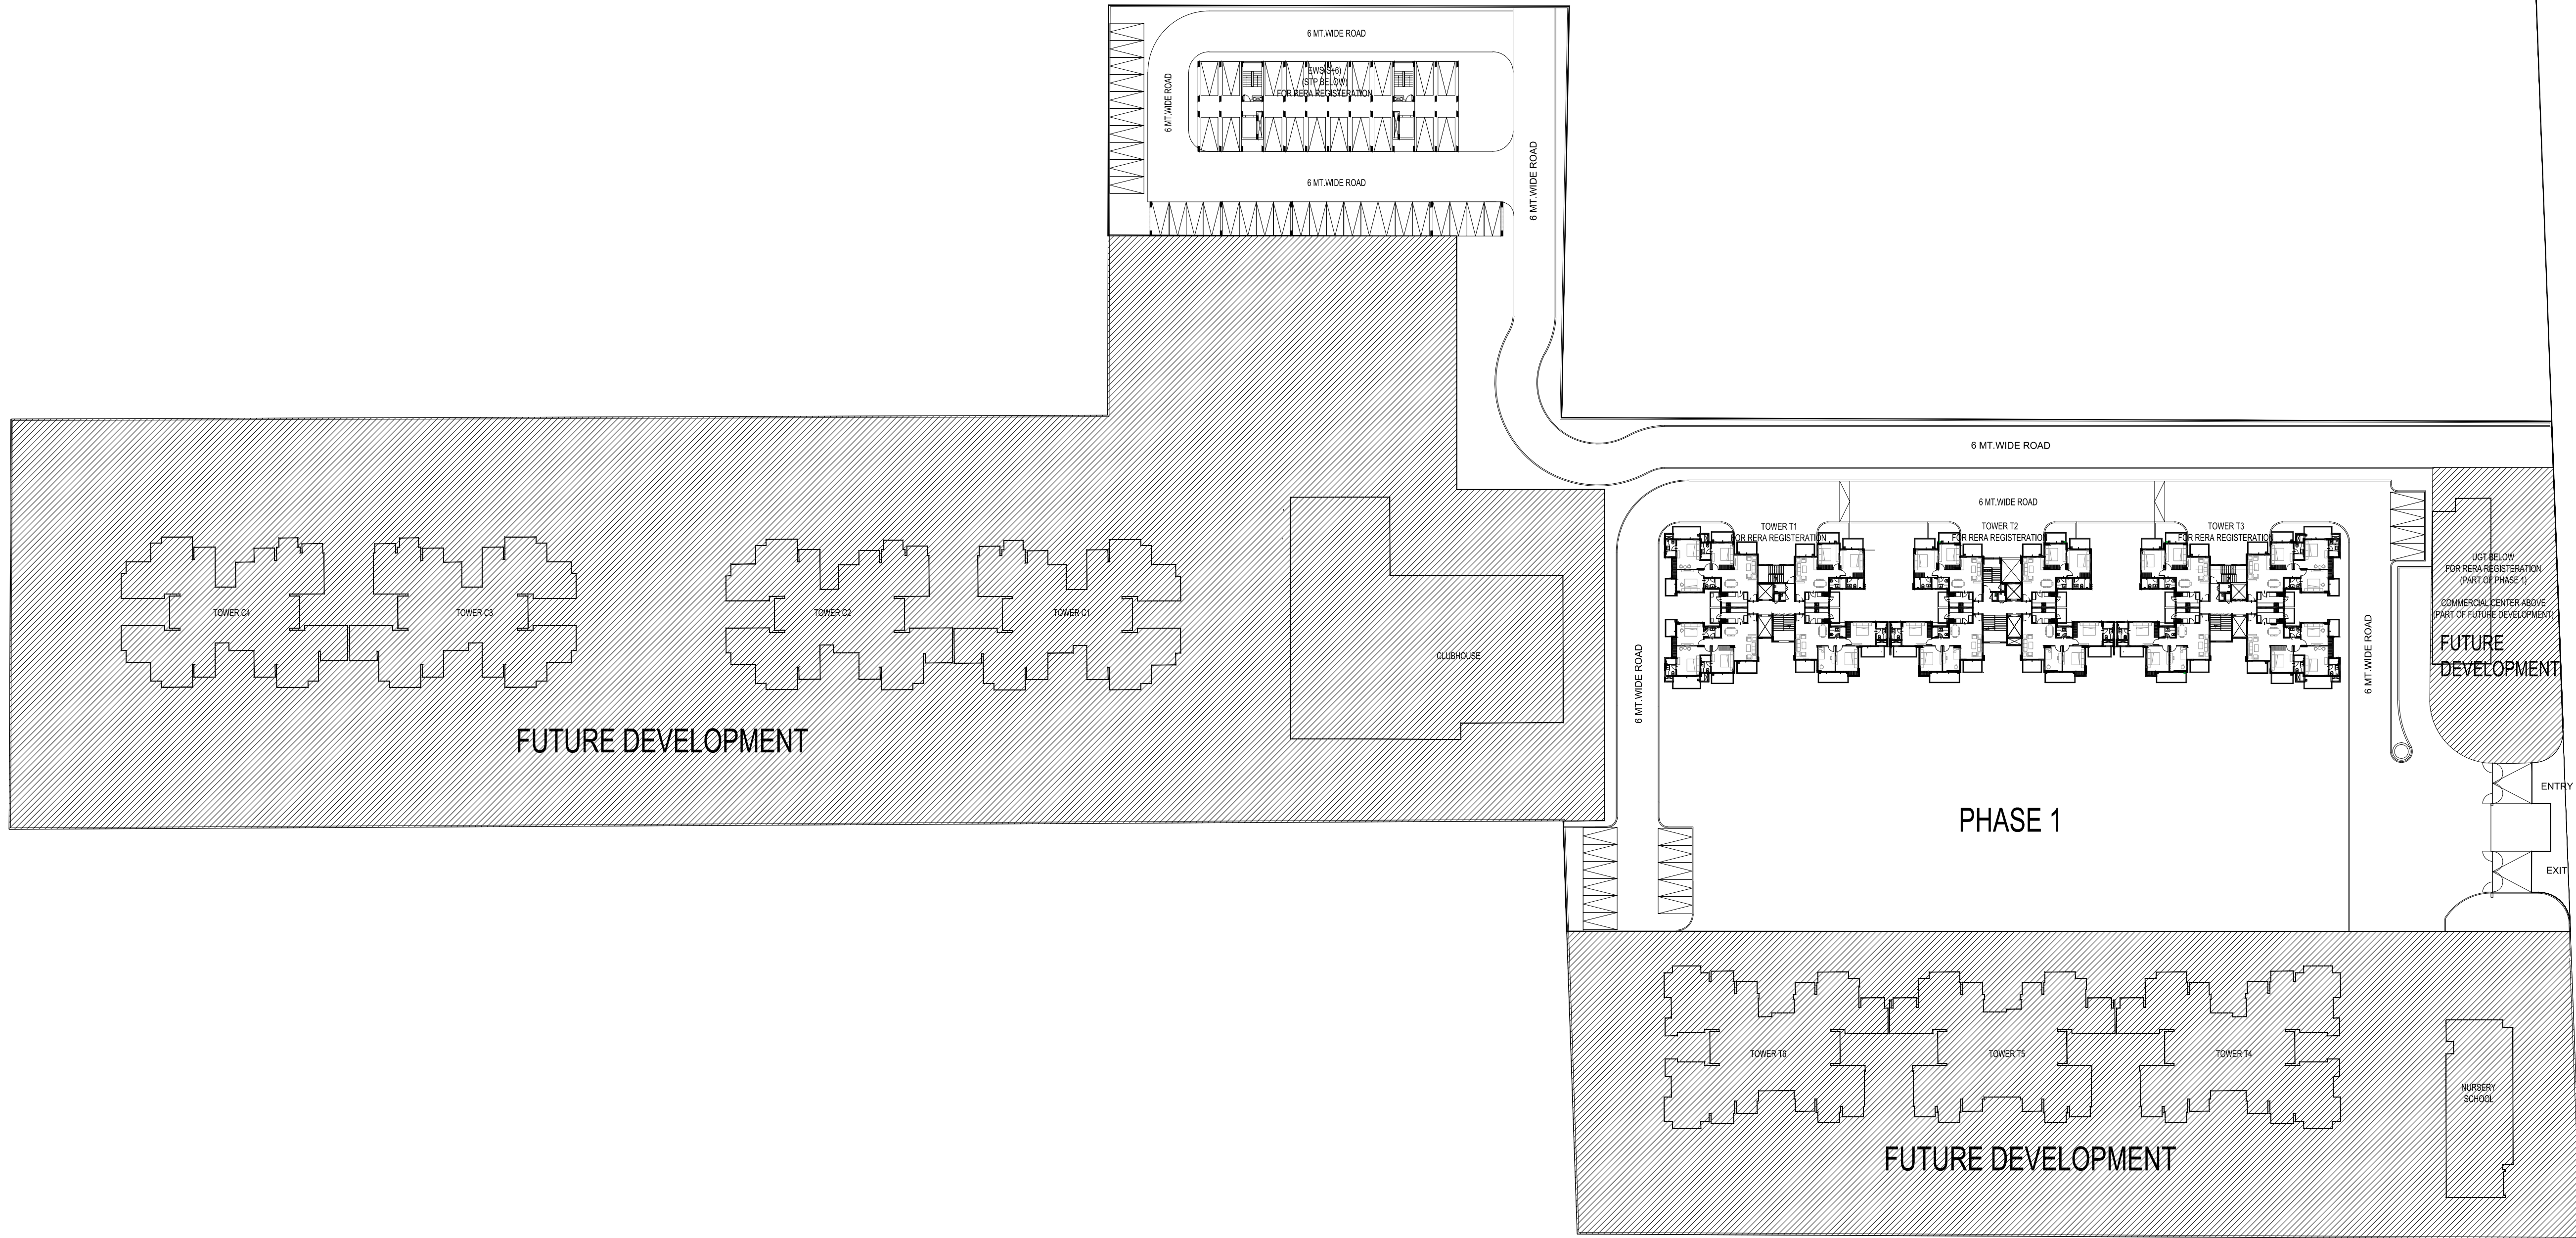 6 MT.WIDE ROAD
EWS(S+6)
(STP BELOW)
FOR RERA REGISTERATION
6 MT.WIDE ROAD
6 MT.WIDE ROAD
6 MT.WIDE ROAD
6 MT.WIDE ROAD
6 MT.WIDE ROAD
TOWER T1
FOR RERA REGISTERATION
TOWER T2
FOR RERA REGISTERATION
TOWER T3
FOR RERA REGISTERATION
UGT BELOW
FOR RERA REGISTERATION
(PART OF PHASE 1)
COMMERCIAL CENTER ABOVE
(PART OF FUTURE DEVELOPMENT)
FUTURE
DEVELOPMENT
TOWER C4
TOWER C3
TOWER C2
TOWER C1
CLUBHOUSE
6 MT.WIDE ROAD
6 MT.WIDE ROAD
FUTURE DEVELOPMENT
ENTRY
PHASE 1
EXIT
TOWER T6
TOWER T5
TOWER T4
NURSERY
SCHOOL
FUTURE DEVELOPMENT